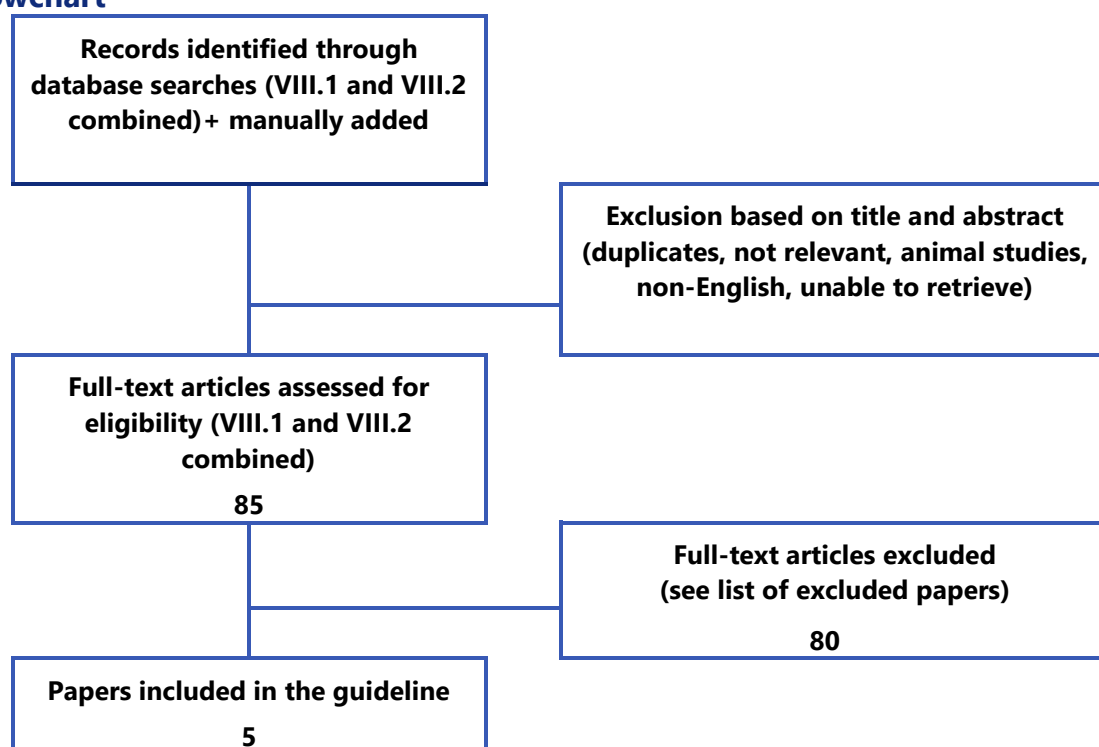 Records identified through
database searches (VIII.1 and VIII.2
combined)+ manually added
Exclusion based on title and abstract
(duplicates, not relevant, animal studies,
non-English, unable to retrieve)
Full-text articles assessed for
eligibility (VIII.1 and VIII.2
combined)
85
Full-text articles excluded
(see list of excluded papers)
80
Papers included in the guideline
5